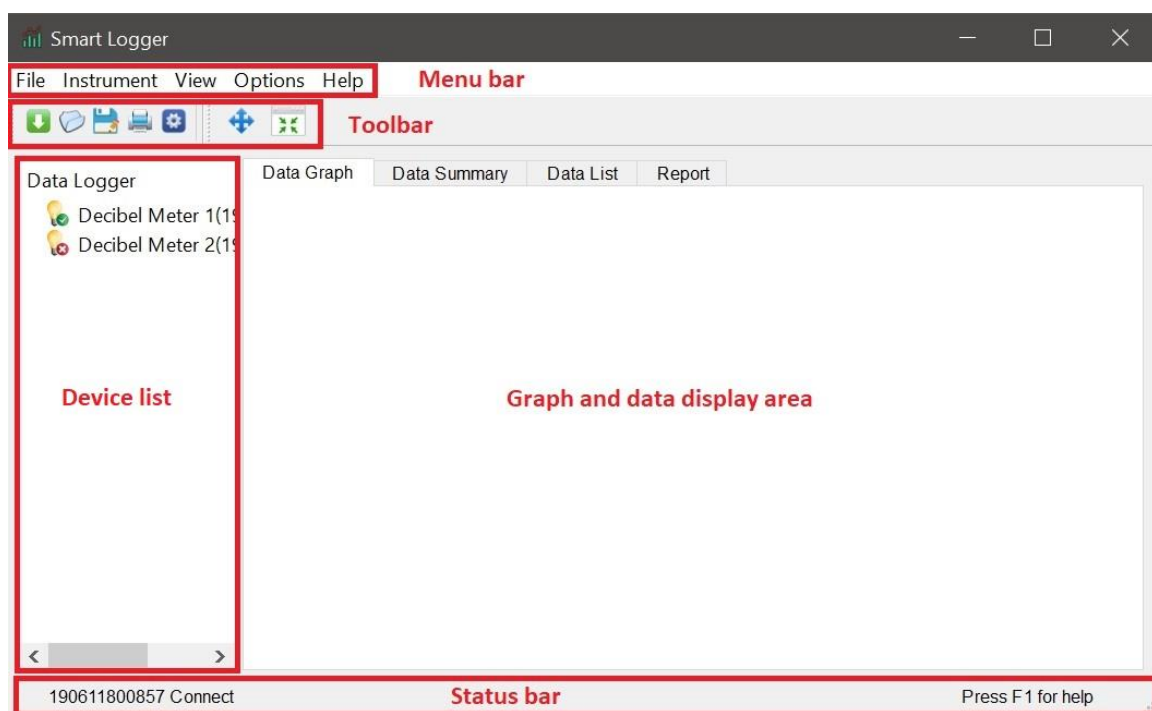 Smart Logger
File Instrument View Options Help Menu bar
Toolbar
Data Logger
Decibel Meter 1(19
Decibel Meter 2(19
Data Graph Data Summary Data List Report
Device list
Graph and data display area
190611800857 Connect Status bar Press F1 for help